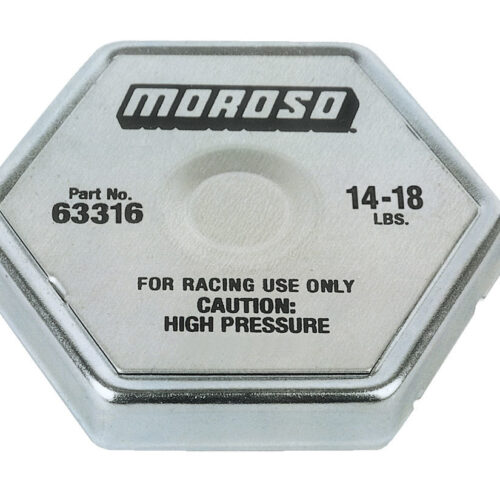 MOROSO
Part No.
63316
14-18
LBS.
FOR RACING USE ONLY
CAUTION:
HIGH PRESSURE